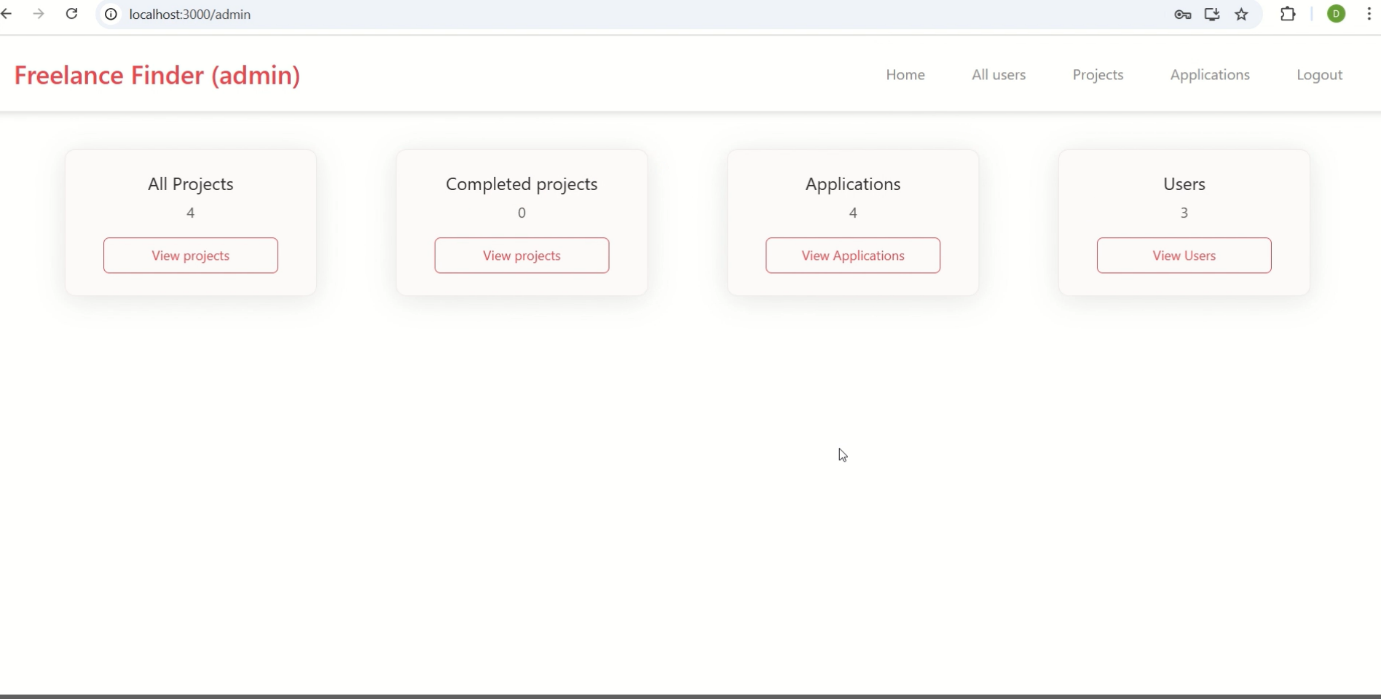 localhost:3000/admin
D
Freelance Finder (admin)
Home All users Projects Applications Logout
All Projects
4
View projects
Completed projects
0
View projects
Applications
4
View Applications
Users
3
View Users